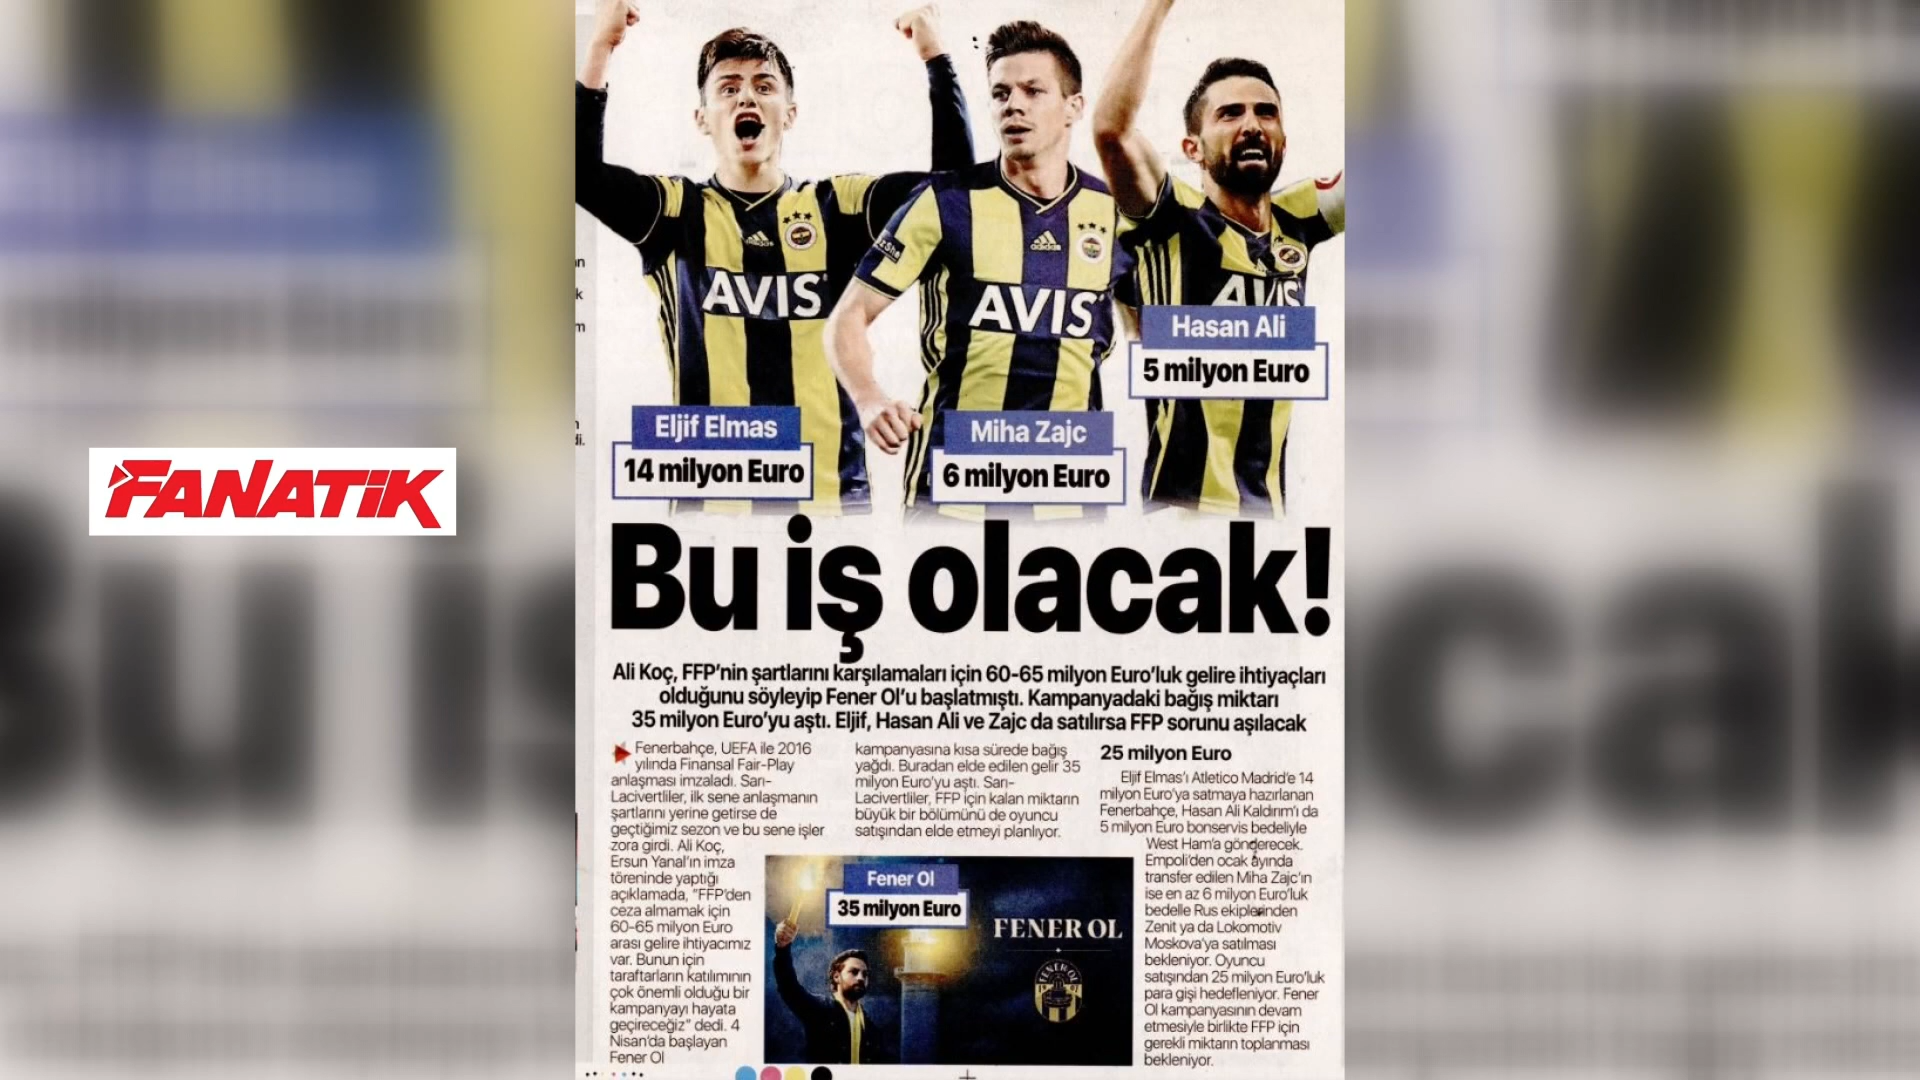 FANATİK
AVIS
AVIS
AVIS
Hasan Ali
5 milyon Euro
Eljif Elmas
14 milyon Euro
Miha Zajc
6 milyon Euro
Bu iş olacak!
Ali Koç, FFP'nin şartlarını karşılamaları için 60-65 milyon Euro'luk gelire ihtiyaçları
olduğunu söyleyip Fener Ol'u başlatmıştı. Kampanyadaki bağış miktarı
35 milyon Euro'yu aştı. Eljif, Hasan Ali ve Zajc da satılırsa FFP sorunu aşılacak
Fenerbahçe, UEFA ile 2016
yılında Finansal Fair-Play
anlaşması imzaladı. Sarı-
Lacivertliler, ilk sene anlaşmanın
şartlarını yerine getirse de
geçtiğimiz sezon ve bu sene işler
zora girdi. Ali Koç,
Ersun Yanal'ın imza
töreninde yaptığı
açıklamada, "FFP'den
ceza almamak için
60-65 milyon Euro
arası gelire ihtiyacımız
var. Bunun için
taraftarların katılımının
çok önemli olduğu bir
kampanyayı hayata
geçireceğiz" dedi. 4
Nisan'da başlayan
Fener Ol
kampanyasına kısa sürede bağış
yağdı. Buradan elde edilen gelir 35
milyon Euro'yu aştı. Sarı-
Lacivertliler, FFP için kalan miktarın
büyük bir bölümünü de oyuncu
satışından elde etmeyi planlıyor.
Fener Ol
35 milyon Euro
FENER OL
FENER OL
25 milyon Euro
Eljif Elmas'ı Atletico Madrid'e 14
milyon Euro'ya satmaya hazırlanan
Fenerbahçe, Hasan Ali Kaldırım'ı da
5 milyon Euro bonservis bedeliyle
West Ham'a gönderecek.
Empoli'den ocak ayında
transfer edilen Miha Zajc'ın
ise en az 6 milyon Euro'luk
bedelle Rus ekiplerinden
Zenit ya da Lokomotiv
Moskova'ya satılması
bekleniyor. Oyuncu
satışından 25 milyon Euro'luk
para girişi hedefleniyor. Fener
Ol kampanyasının devam
etmesiyle birlikte FFP için
gerekli miktarın toplanması
bekleniyor.